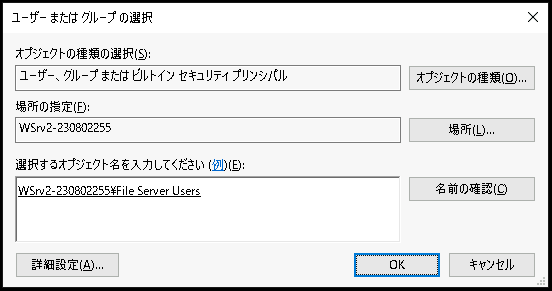 ユーザー または グループ の選択
オブジェクトの種類の選択(S):
ユーザー、グループ または ビルトイン セキュリティ プリンシパル
オブジェクトの種類(O)...
場所の指定(F):
WSrv2-230802255
場所(L)...
選択するオブジェクト名を入力してください (例)(E):
WSrv2-230802255¥File Server Users
名前の確認(C)
詳細設定(A)...
OK
キャンセル